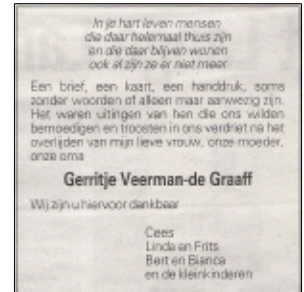 In je hart leven mensen
die daar helemaal thuis zijn
en die daar blijven wonen
ook al zijn ze er niet meer
Een brief, een kaart, een handdruk, soms
zonder woorden of alleen maar aanwezig zijn.
Het waren uitingen van hen die ons wilden
bemoedigen en troosten in ons verdriet na het
overlijden van mijn lieve vrouw, onze moeder,
onze oma
Gerritje Veerman-de Graaff
Wij zijn u hiervoor dankbaar
Cees
Linda en Frits
Bert en Bianca
en de kleinkinderen